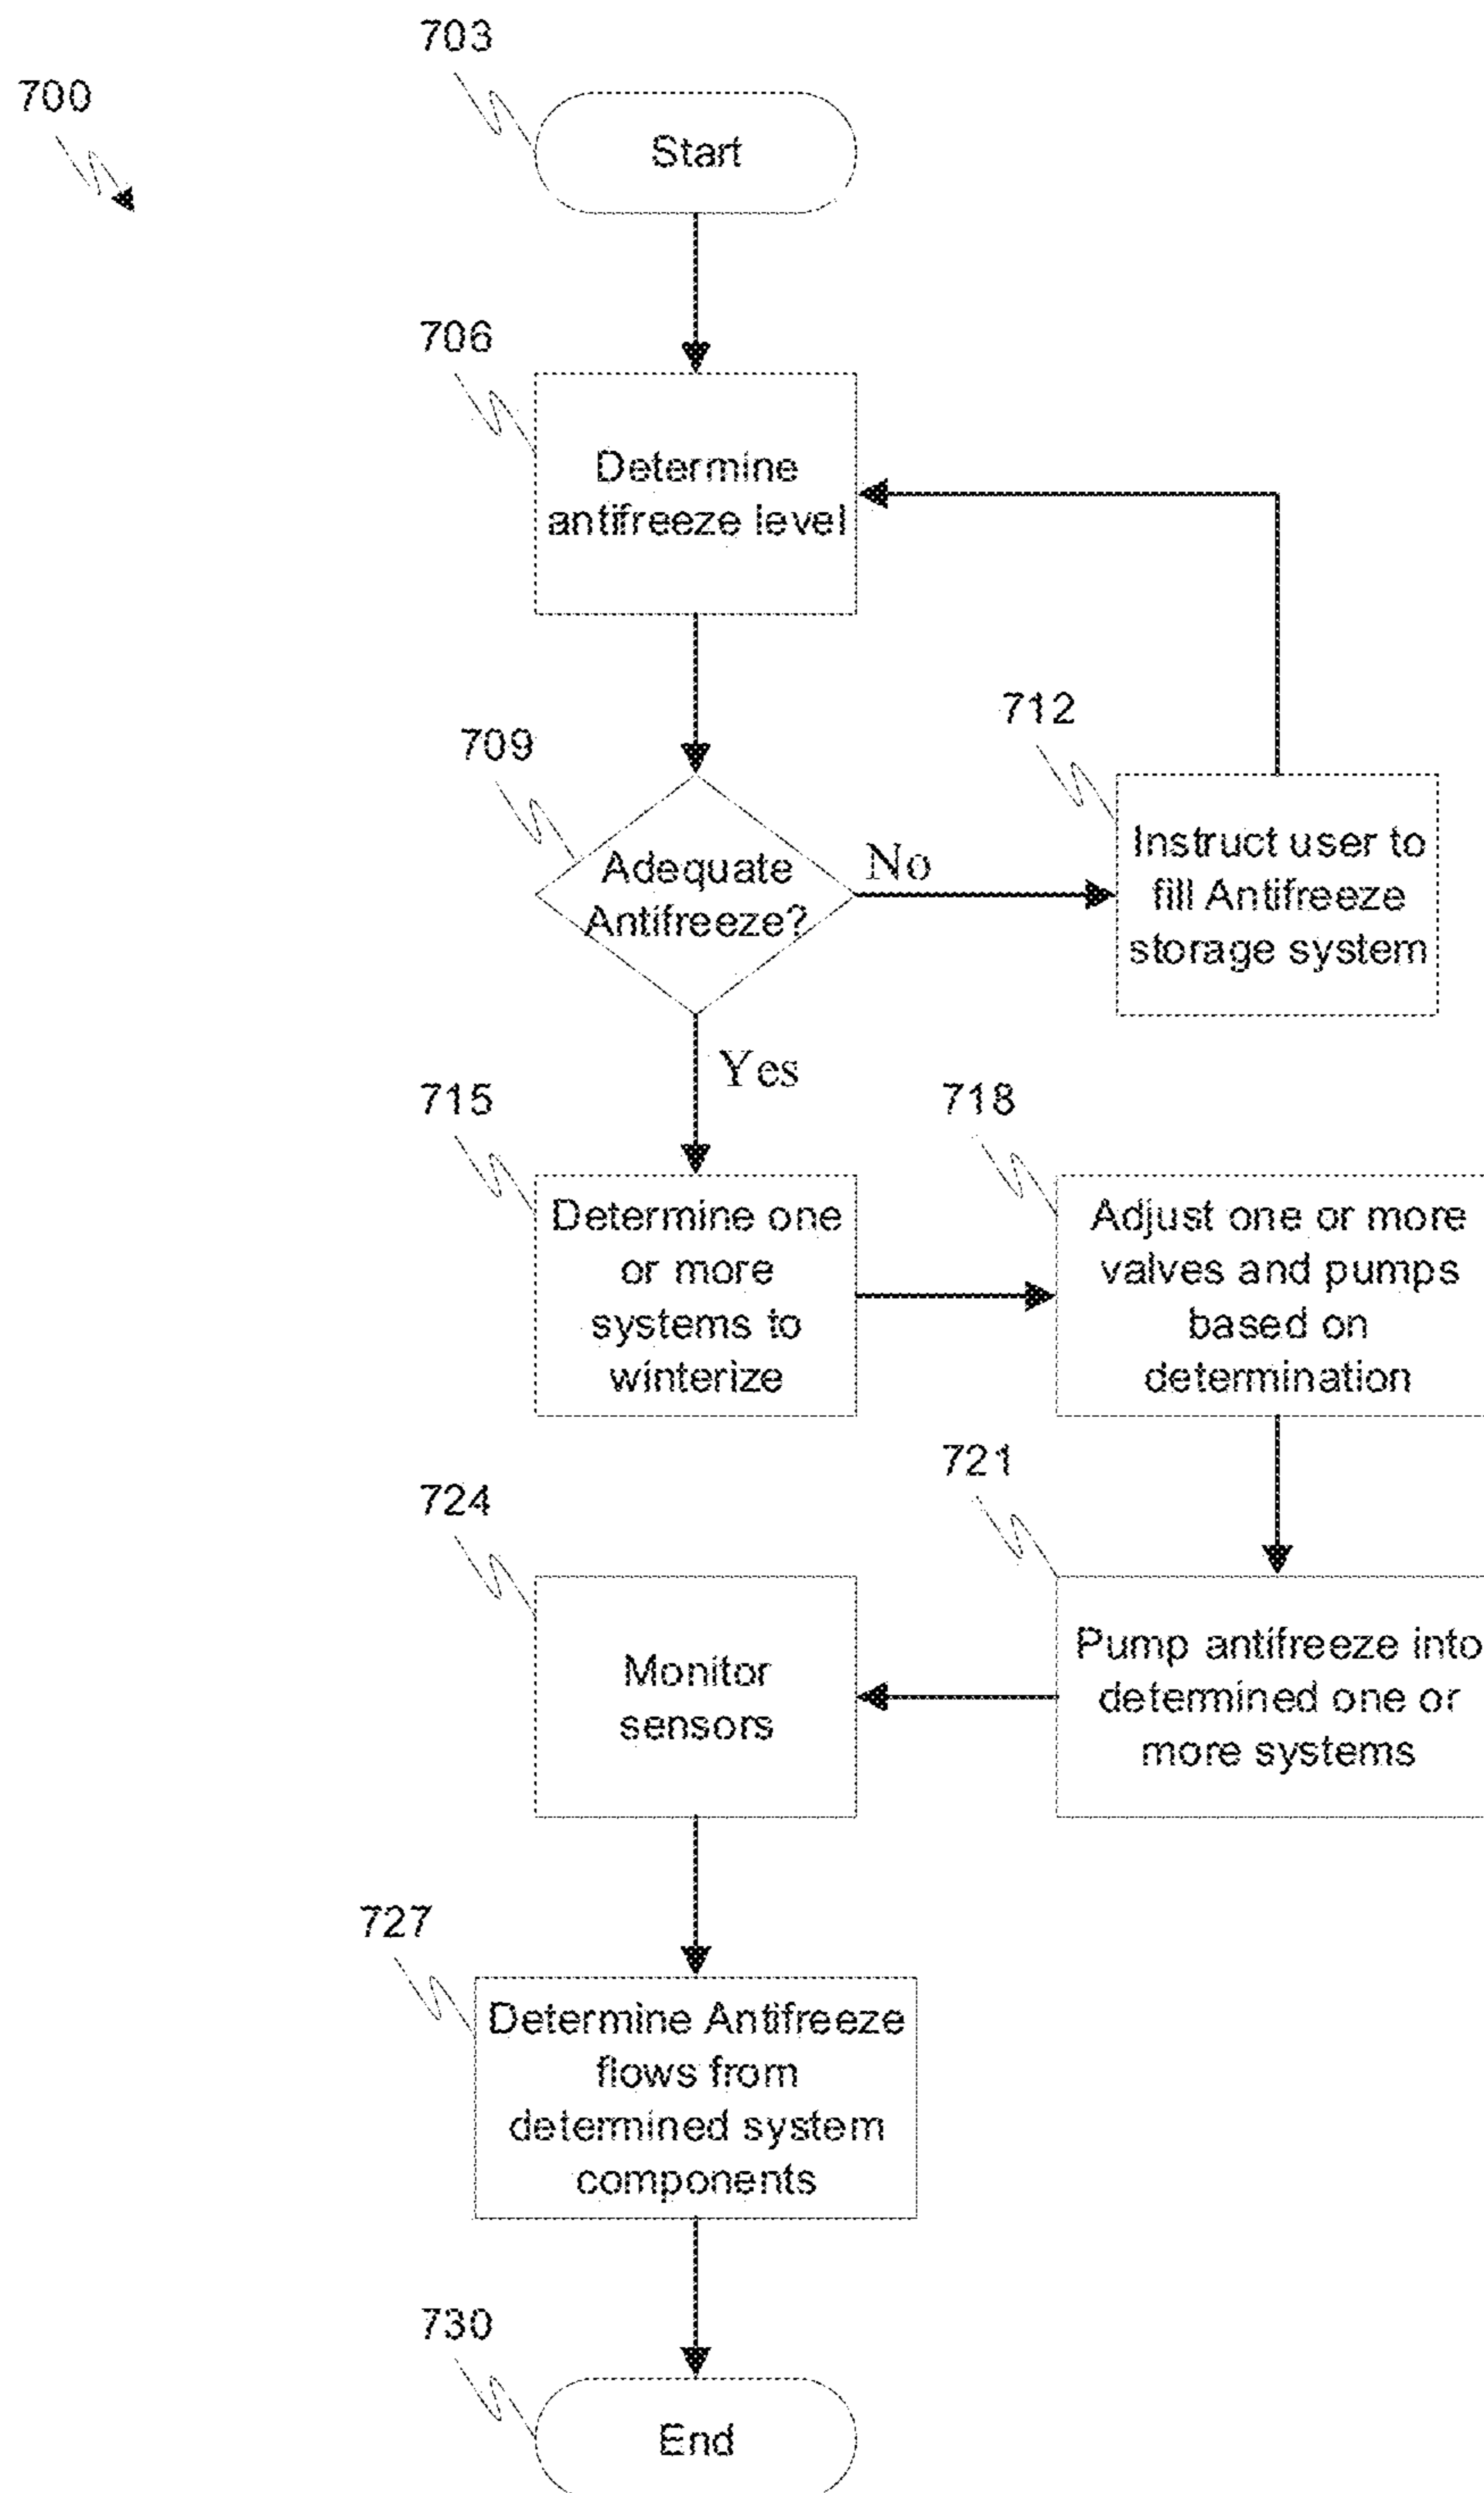 703
700
Start
706
Determine
antifreeze level
709
Adequate
Antifreeze?
No
712
Instruct user to
fill Antifreeze
storage system
Yes
715
Determine one
or more
systems to
winterize
718
Adjust one or more
valves and pumps
based on
determination
721
Pump antifreeze into
determined one or
more systems
724
Monitor
sensors
727
Determine Antifreeze
flows from
determined system
components
730
End